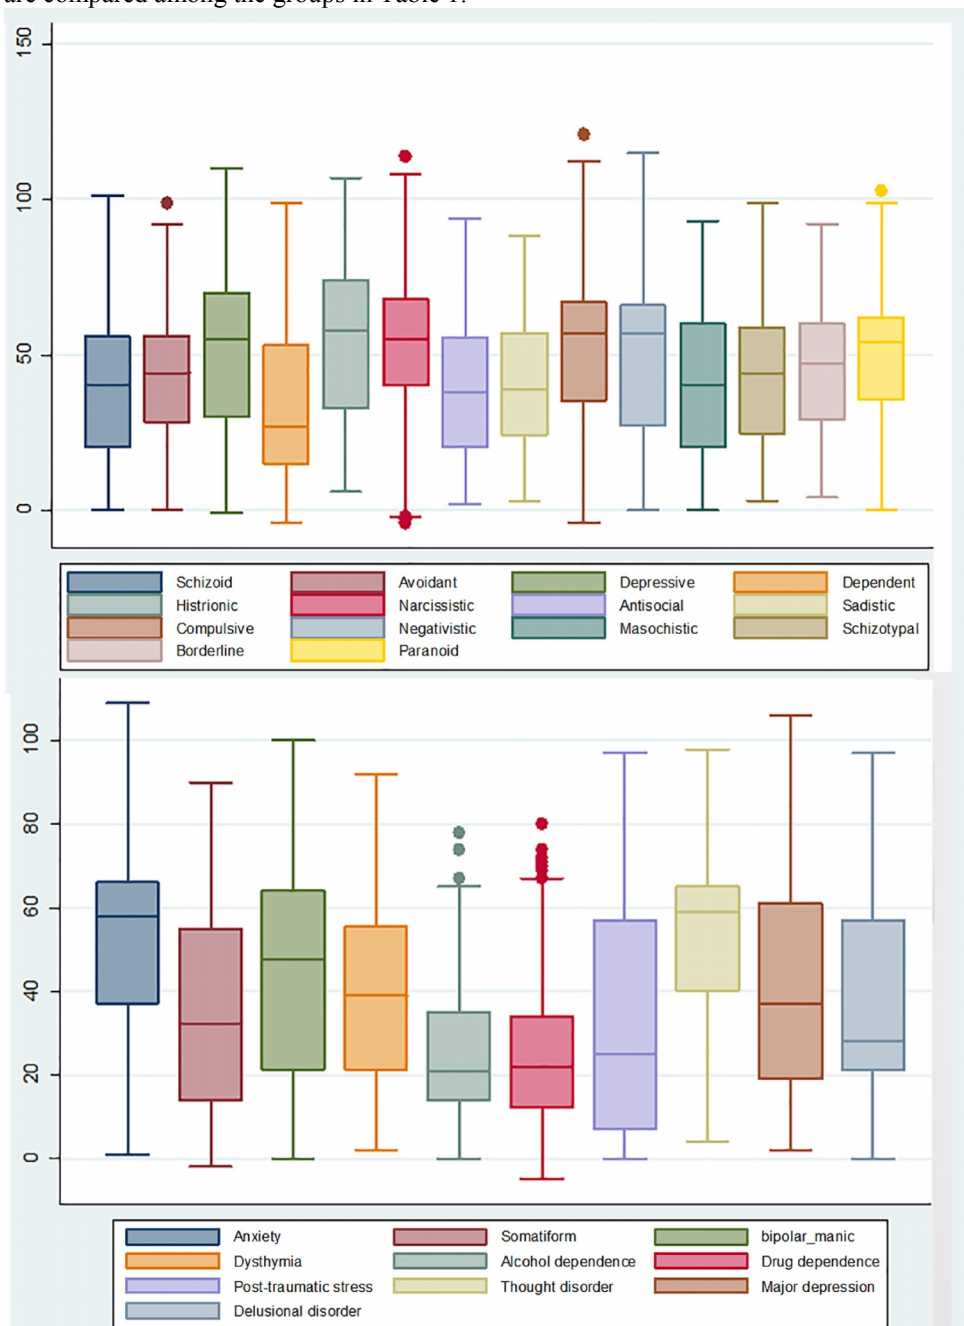 are compared among the groups in Table 1.
150
100
50
0
Schizoid Avoidant Depressive Dependent
Histrionic Narcissistic Antisocial Sadistic
Compulsive Negativistic Masochistic Schizotypal
Borderline Paranoid
100
80
60
40
20
0
Anxiety Somatiform bipolar_manic
Dysthymia Alcohol dependence Drug dependence
Post-traumatic stress Thought disorder Major depression
Delusional disorder